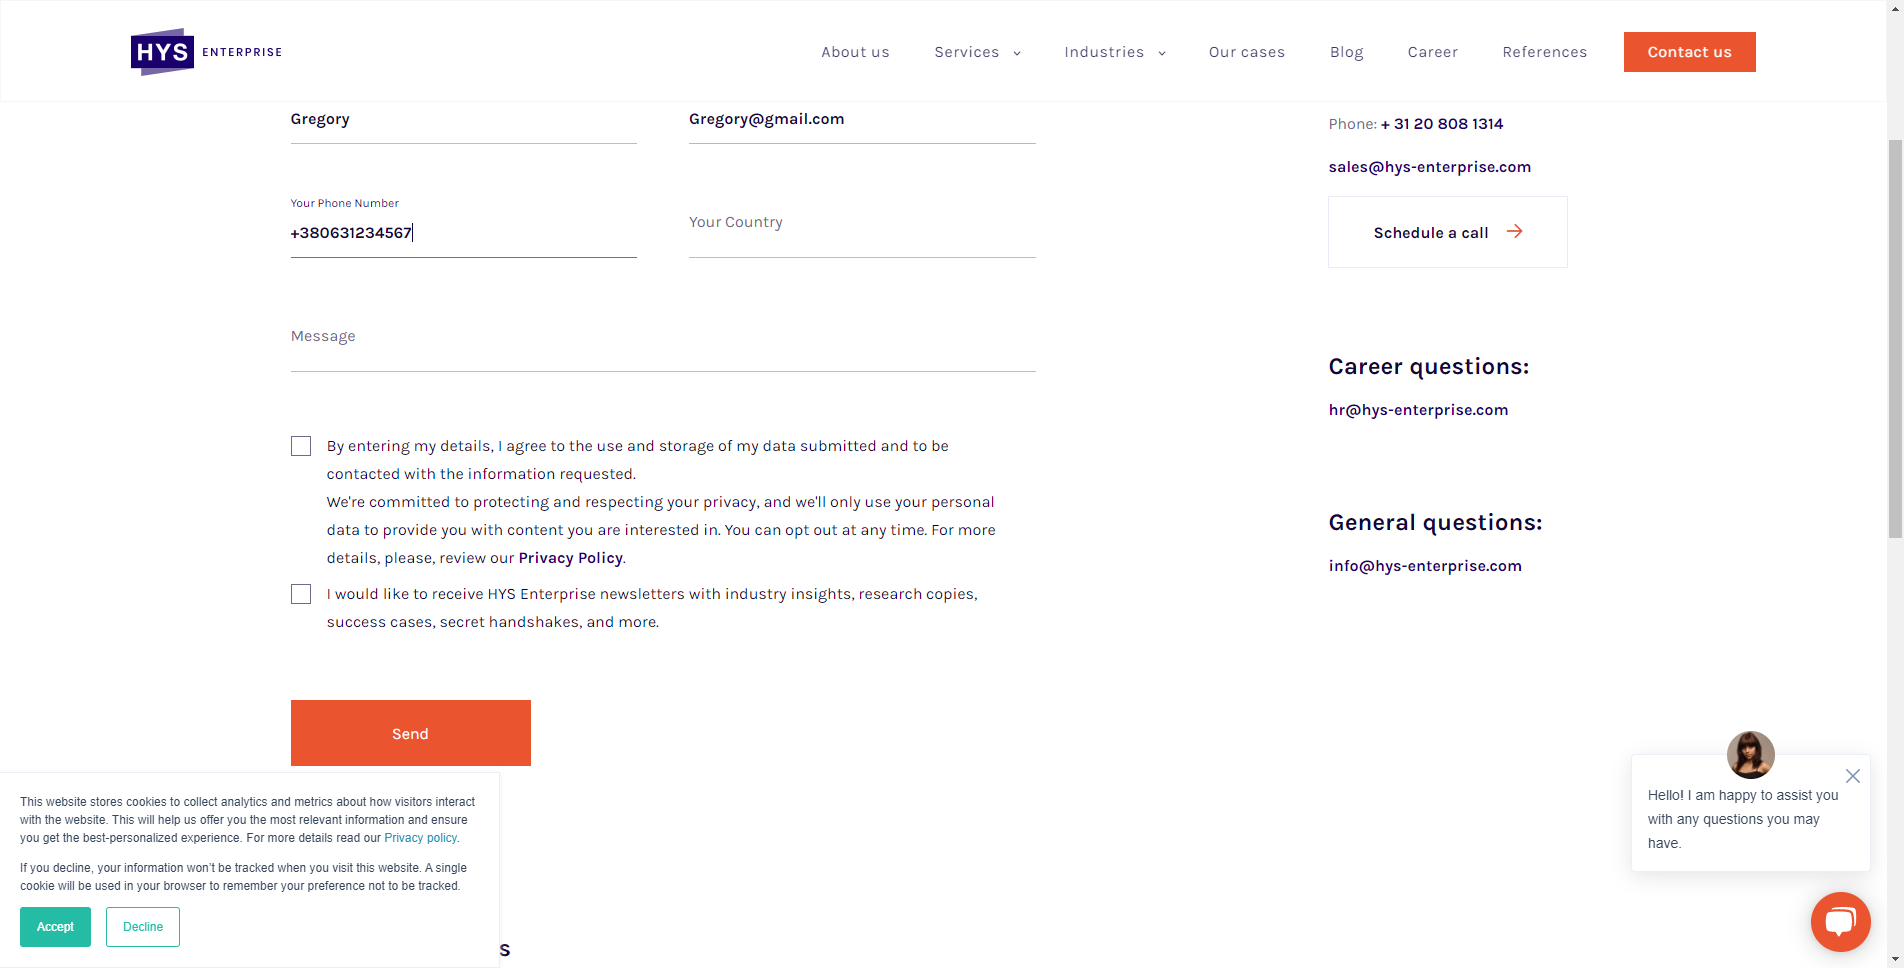 HYS ENTERPRISE
About us
Services
Industries
Our cases
Blog
Career
References
Contact us
Gregory
Gregory@gmail.com
Your Phone Number
+380631234567
Your Country
Message
By entering my details, I agree to the use and storage of my data submitted and to be
contacted with the information requested.
We're committed to protecting and respecting your privacy, and we'll only use your personal
data to provide you with content you are interested in. You can opt out at any time. For more
details, please, review our Privacy Policy.
I would like to receive HYS Enterprise newsletters with industry insights, research copies,
success cases, secret handshakes, and more.
Send
Phone: + 31 20 808 1314
sales@hys-enterprise.com
Schedule a call
Career questions:
hr@hys-enterprise.com
General questions:
info@hys-enterprise.com
This website stores cookies to collect analytics and metrics about how visitors interact
with the website. This will help us offer you the most relevant information and ensure
you get the best-personalized experience. For more details read our Privacy policy.
If you decline, your information won't be tracked when you visit this website. A single
cookie will be used in your browser to remember your preference not to be tracked.
Accept
Decline
s
Hello! I am happy to assist you
with any questions you may
have.